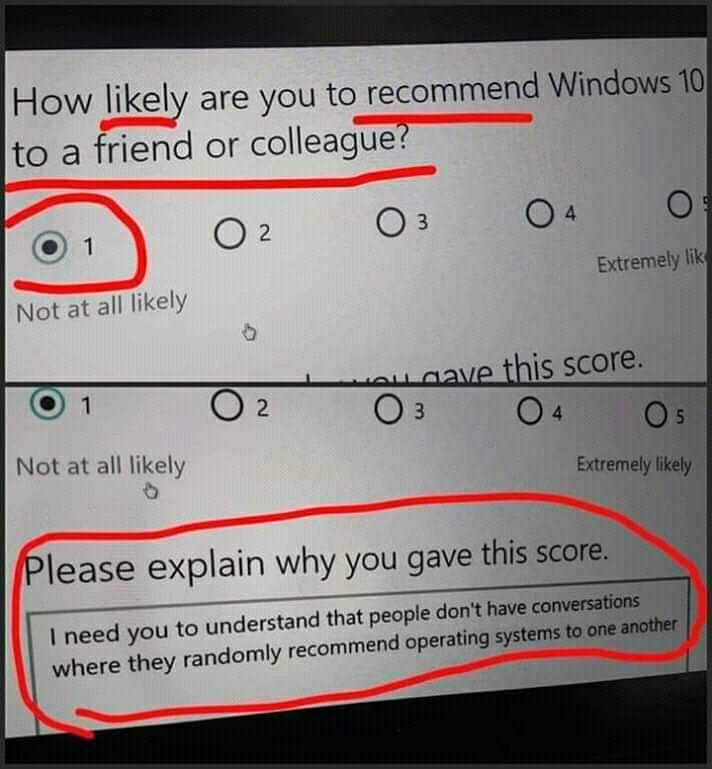 How likely are you to recommend Windows 10
to a friend or colleague?
1 2 3 4
Not at all likely Extremely lik
you gave this score.
1 2 3 4 5
Not at all likely Extremely likely
Please explain why you gave this score.
I need you to understand that people don't have conversations
where they randomly recommend operating systems to one another